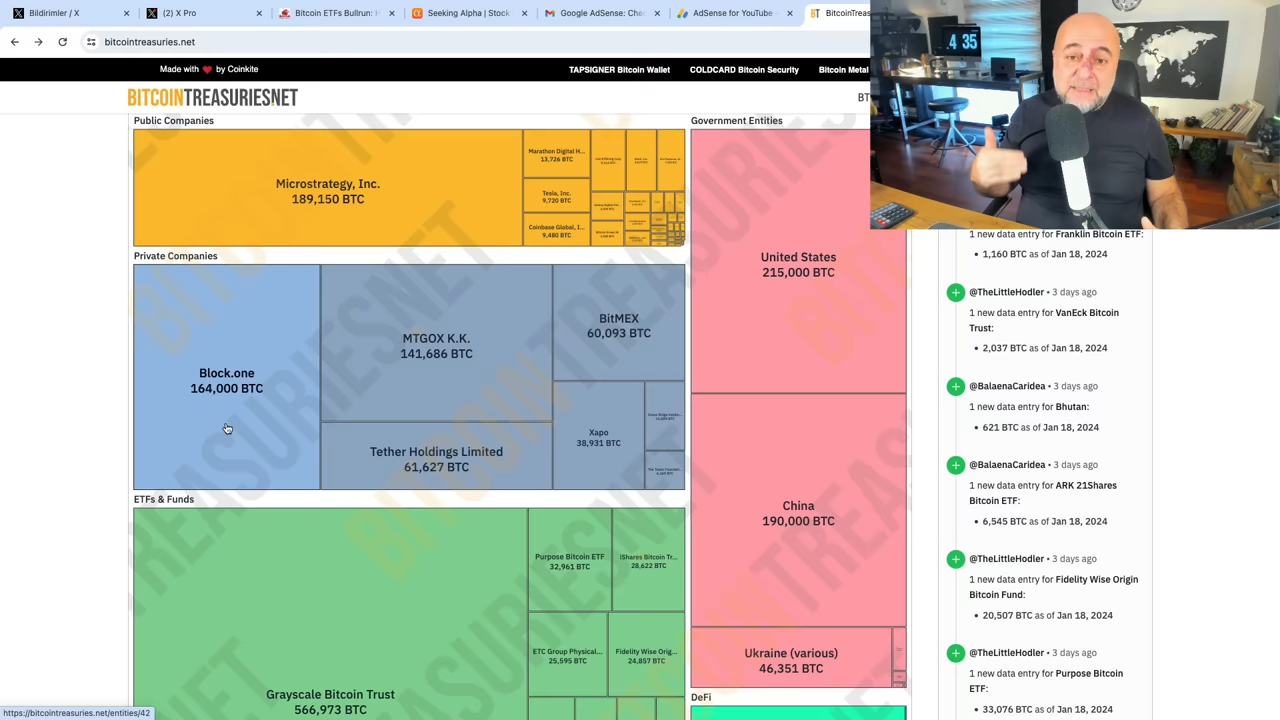 Bildirimler / X
(2) X Pro
Bitcoin ETFs Bullrun:
Seeking Alpha | Stock
Google AdSense: Che
AdSense for YouTube –
BitcoinTreas
bitcointreasuries.net
Made with ❤ by Coinkite
TAPSIGNER Bitcoin Wallet
COLDCARD Bitcoin Security
Bitcoin Metal
BITCOINTREASURIES.NET
BT
Public Companies
Microstrategy, Inc.
189,150 BTC
Marathon Digital H...
13,726 BTC
Tesla, Inc.
9,720 BTC
Coinbase Global, I...
9,480 BTC
Private Companies
Block.one
164,000 BTC
MTGOX K.K.
141,686 BTC
Tether Holdings Limited
61,627 BTC
BitMEX
60,093 BTC
Xapo
38,931 BTC
ETFs & Funds
Grayscale Bitcoin Trust
566,973 BTC
Purpose Bitcoin ETF
32,961 BTC
iShares Bitcoin Tr...
28,622 BTC
ETC Group Physical...
25,595 BTC
Fidelity Wise Orig...
24,857 BTC
Government Entities
United States
215,000 BTC
China
190,000 BTC
Ukraine (various)
46,351 BTC
DeFi
4 35
1 new data entry for Franklin Bitcoin ETF:
• 1,160 BTC as of Jan 18, 2024
@TheLittleHodler • 3 days ago
1 new data entry for VanEck Bitcoin
Trust:
• 2,037 BTC as of Jan 18, 2024
@BalaenaCaridea • 3 days ago
1 new data entry for Bhutan:
• 621 BTC as of Jan 18, 2024
@BalaenaCaridea • 3 days ago
1 new data entry for ARK 21Shares
Bitcoin ETF:
• 6,545 BTC as of Jan 18, 2024
@TheLittleHodler • 3 days ago
1 new data entry for Fidelity Wise Origin
Bitcoin Fund:
• 20,507 BTC as of Jan 18, 2024
@TheLittleHodler • 3 days ago
1 new data entry for Purpose Bitcoin
ETF:
• 33,076 BTC as of Jan 18, 2024
https://bitcointreasuries.net/entities/42